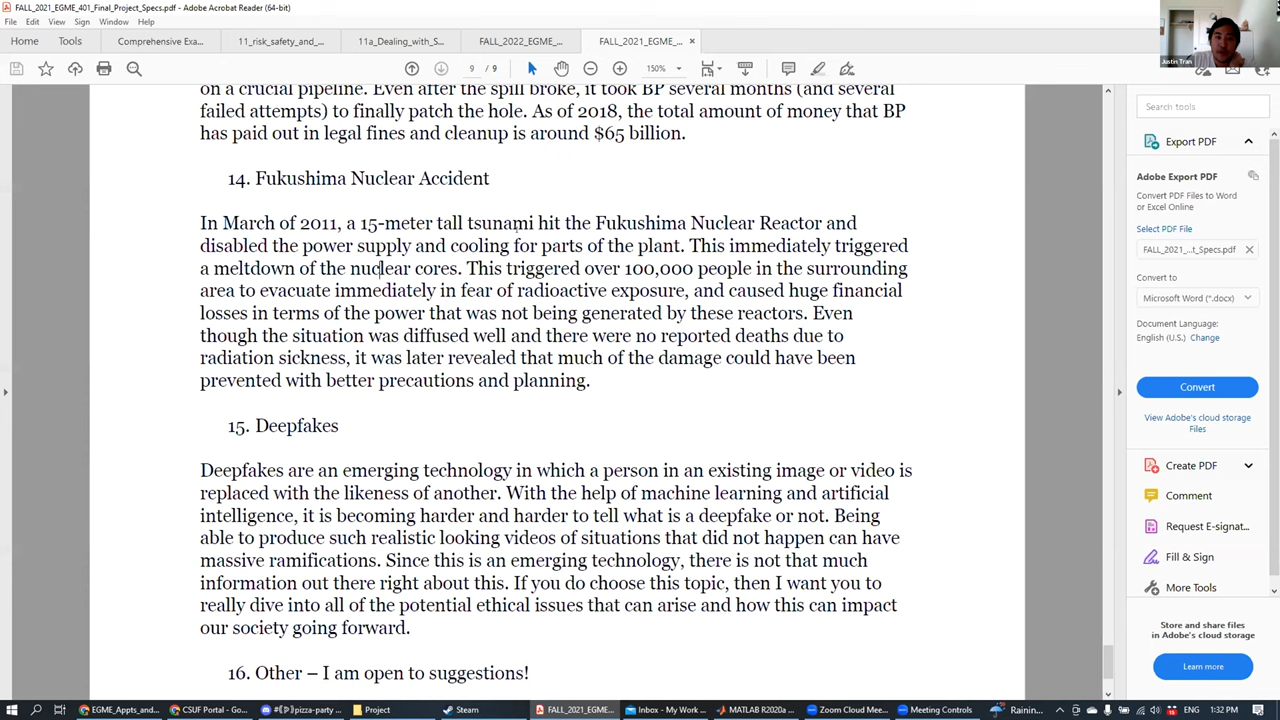 FALL_2021_EGME_401_Final_Project_Specs.pdf - Adobe Acrobat Reader (64-bit)
File Edit View Sign Window Help
Home Tools Comprehensive Exa... 11_risk_safety_and_... 11a_Dealing_with_S... FALL_2022_EGME_... FALL_2021_EGME_... ×
/ 9 150%
Justin Tran
on a crucial pipeline. Even after the spill broke, it took BP several months (and several
failed attempts) to finally patch the hole. As of 2018, the total amount of money that BP
has paid out in legal fines and cleanup is around $65 billion.
14. Fukushima Nuclear Accident
In March of 2011, a 15-meter tall tsunami hit the Fukushima Nuclear Reactor and
disabled the power supply and cooling for parts of the plant. This immediately triggered
a meltdown of the nuclear cores. This triggered over 100,000 people in the surrounding
area to evacuate immediately in fear of radioactive exposure, and caused huge financial
losses in terms of the power that was not being generated by these reactors. Even
though the situation was diffused well and there were no reported deaths due to
radiation sickness, it was later revealed that much of the damage could have been
prevented with better precautions and planning.
15. Deepfakes
Deepfakes are an emerging technology in which a person in an existing image or video is
replaced with the likeness of another. With the help of machine learning and artificial
intelligence, it is becoming harder and harder to tell what is a deepfake or not. Being
able to produce such realistic looking videos of situations that did not happen can have
massive ramifications. Since this is an emerging technology, there is not that much
information out there right about this. If you do choose this topic, then I want you to
really dive into all of the potential ethical issues that can arise and how this can impact
our society going forward.
16. Other – I am open to suggestions!
Search tools
Export PDF
Adobe Export PDF
Convert PDF Files to Word
or Excel Online
Select PDF File
FALL_2021_...t_Specs.pdf ×
Convert to
Microsoft Word (*.docx)
Document Language:
English (U.S.) Change
Convert
View Adobe's cloud storage
Files
Create PDF
Comment
Request E-signat...
Fill & Sign
More Tools
Store and share files
in Adobe's cloud storage
Learn more
EGME_Appts_and... CSUF Portal - Go... pizza-party ... Project Steam FALL_2021_EGME... Inbox - My Work ... MATLAB R2020a ... Zoom Cloud Mee... Meeting Controls Rainin... 15 1:32 PM